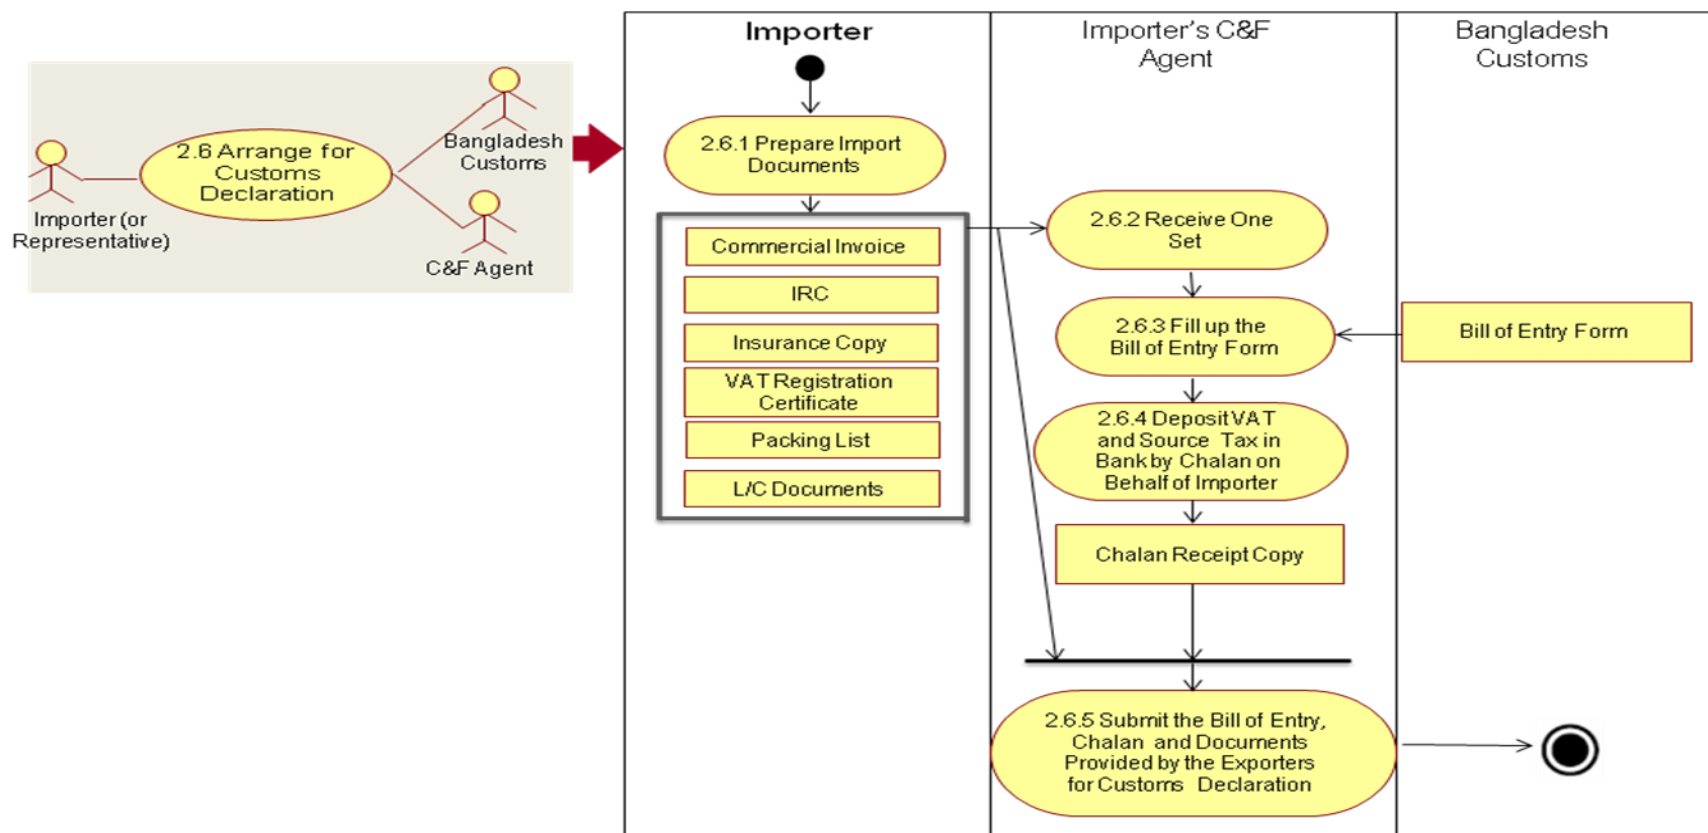 2.6 Arrange for
Customs
Declaration
Bangladesh
Customs
Importer (or
Representative)
C&F Agent
Importer
Importer's C&F
Agent
Bangladesh
Customs
2.6.1 Prepare Import
Documents
Commercial Invoice
IRC
Insurance Copy
VAT Registration
Certificate
Packing List
L/C Documents
2.6.2 Receive One
Set
2.6.3 Fill up the
Bill of Entry Form
Bill of Entry Form
2.6.4 Deposit VAT
and Source Tax in
Bank by Chalan on
Behalf of Importer
Chalan Receipt Copy
2.6.5 Submit the Bill of Entry,
Chalan and Documents
Provided by the Exporters
for Customs Declaration